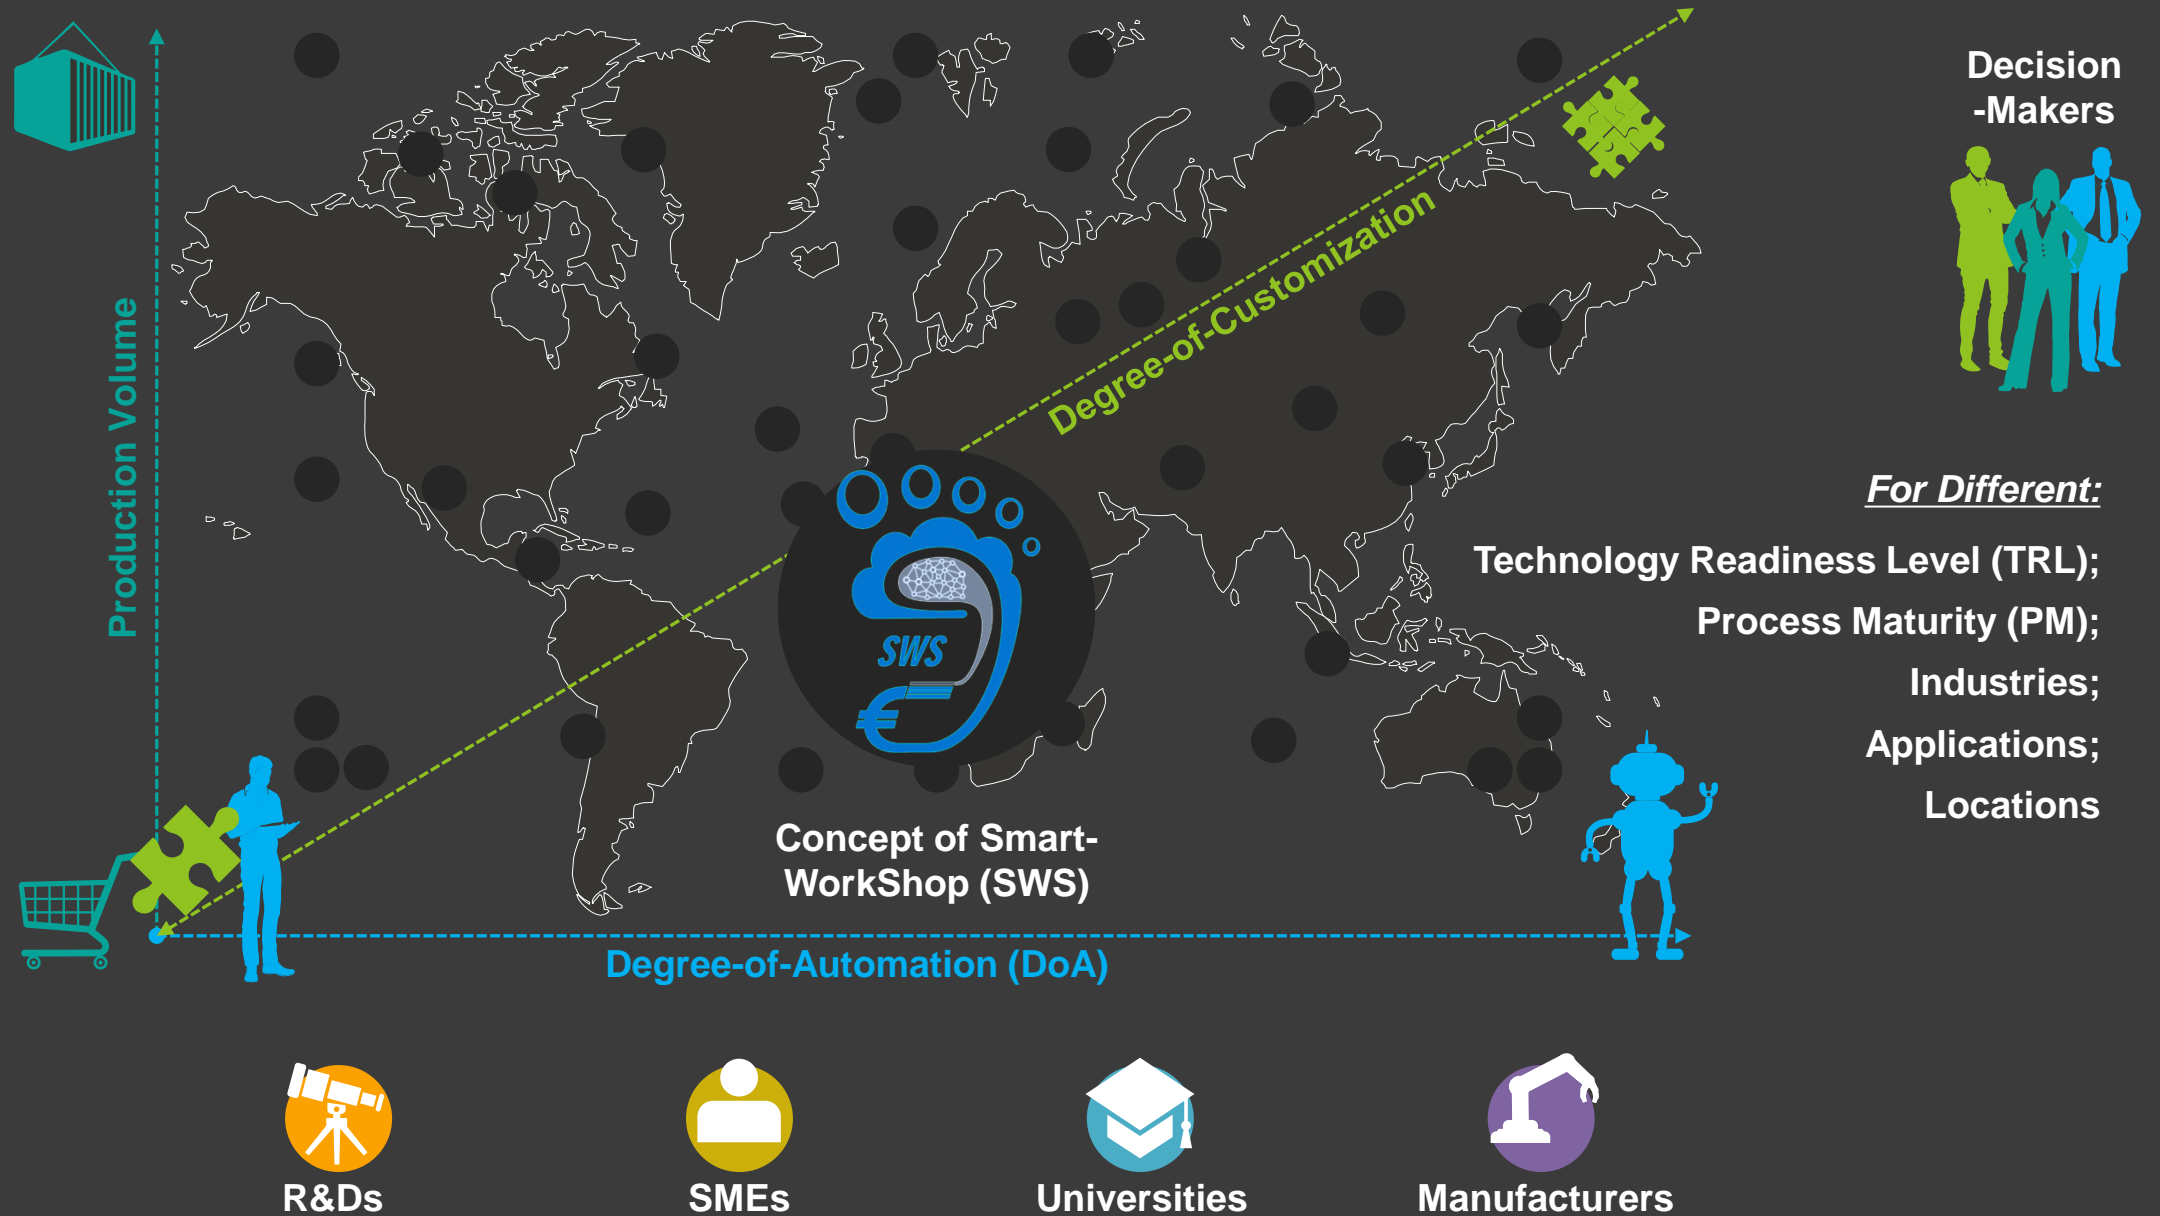 Decision
-Makers
Production Volume
Degree-of-Customization
For Different:
Technology Readiness Level (TRL);
Process Maturity (PM);
Industries;
Applications;
Locations
SWS
Concept of Smart-
WorkShop (SWS)
Degree-of-Automation (DoA)
R&Ds
SMEs
Universities
Manufacturers